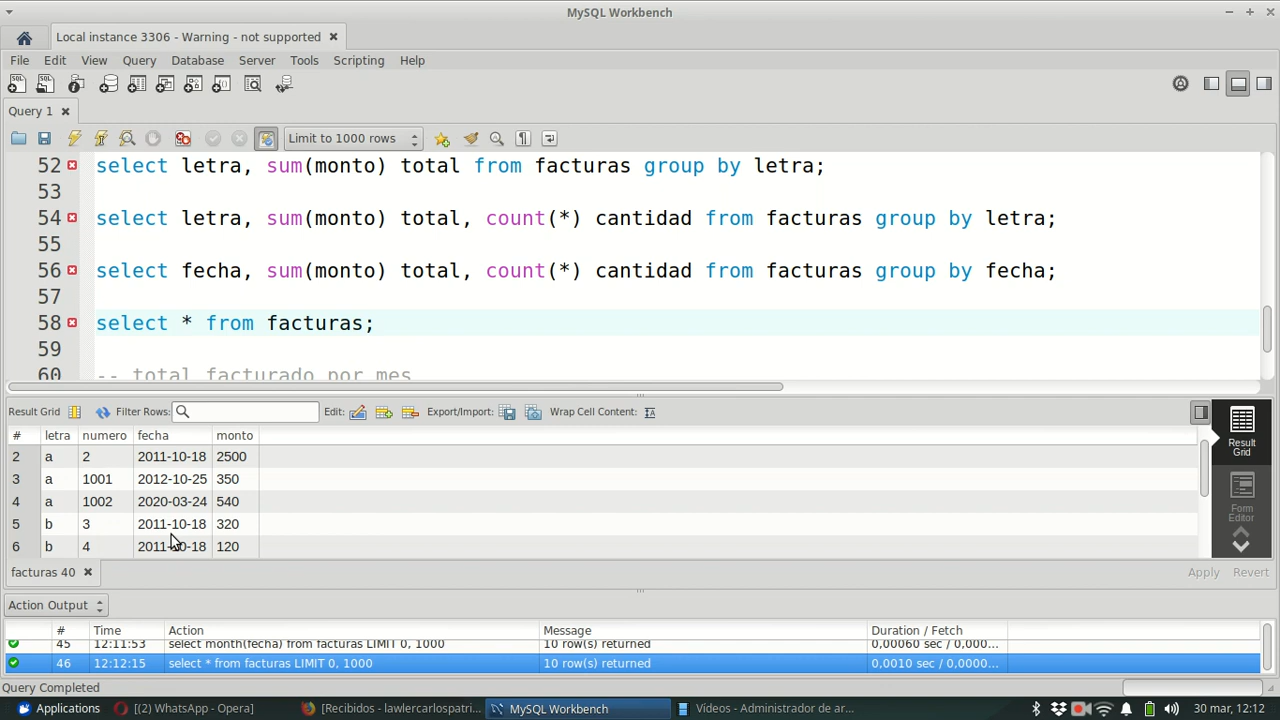 MySQL Workbench
Local instance 3306 - Warning - not supported
File Edit View Query Database Server Tools Scripting Help
Query 1
Limit to 1000 rows
52 select letra, sum(monto) total from facturas group by letra;
53
54 select letra, sum(monto) total, count(*) cantidad from facturas group by letra;
55
56 select fecha, sum(monto) total, count(*) cantidad from facturas group by fecha;
57
58 select * from facturas;
59
60 -- total facturado por mes
Result Grid Filter Rows: Edit: Export/Import: Wrap Cell Content:
# letra numero fecha monto
2 a 2 2011-10-18 2500
3 a 1001 2012-10-25 350
4 a 1002 2020-03-24 540
5 b 3 2011-10-18 320
6 b 4 2011-10-18 120
Result Grid
Form Editor
facturas 40
Apply Revert
Action Output
# Time Action Message Duration / Fetch
45 12:11:53 select month(fecha) from facturas LIMIT 0, 1000 10 row(s) returned 0,00060 sec / 0,000...
46 12:12:15 select * from facturas LIMIT 0, 1000 10 row(s) returned 0,0010 sec / 0,0000...
Query Completed
Applications [(2) WhatsApp - Opera] [Recibidos - lawlercarlospatri... MySQL Workbench Vídeos - Administrador de ar... 30 mar, 12:12